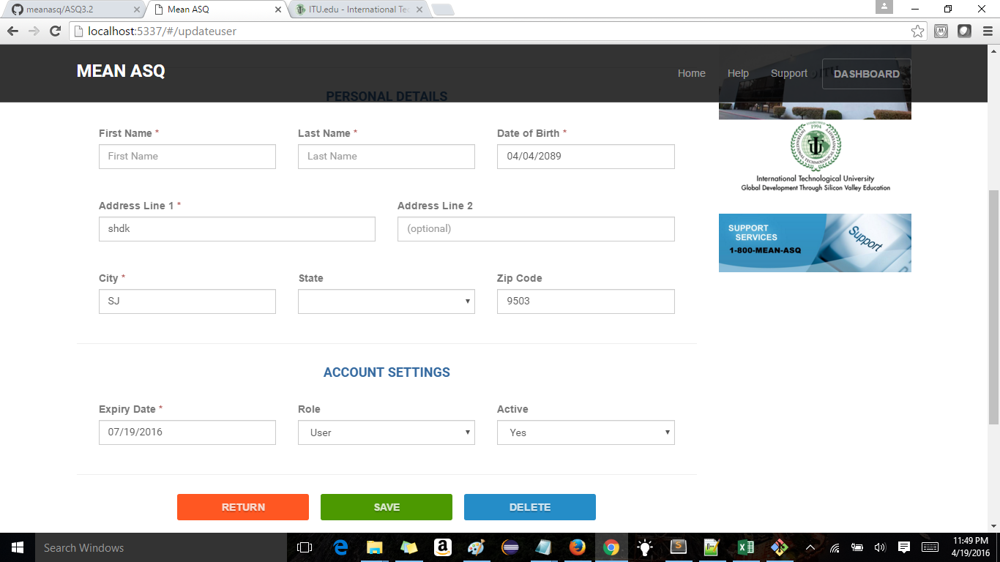 meanasq/ASQ3.2
Mean ASQ
ITU.edu - International Te
localhost:5337/#/updateuser
MEAN ASQ
Home
Help
Support
DASHBOARD
PERSONAL DETAILS
First Name *
Last Name *
Date of Birth *
First Name
Last Name
04/04/2089
INTERNATIONAL TECHNOLOGICAL UNIVERSITY
1994
International Technological University
Global Development Through Silicon Valley Education
Address Line 1 *
Address Line 2
shdk
(optional)
SUPPORT
SERVICES
1-800-MEAN-ASQ
Support
City *
State
Zip Code
SJ
9503
ACCOUNT SETTINGS
Expiry Date *
Role
Active
07/19/2016
User
Yes
RETURN
SAVE
DELETE
Search Windows
11:49 PM
4/19/2016